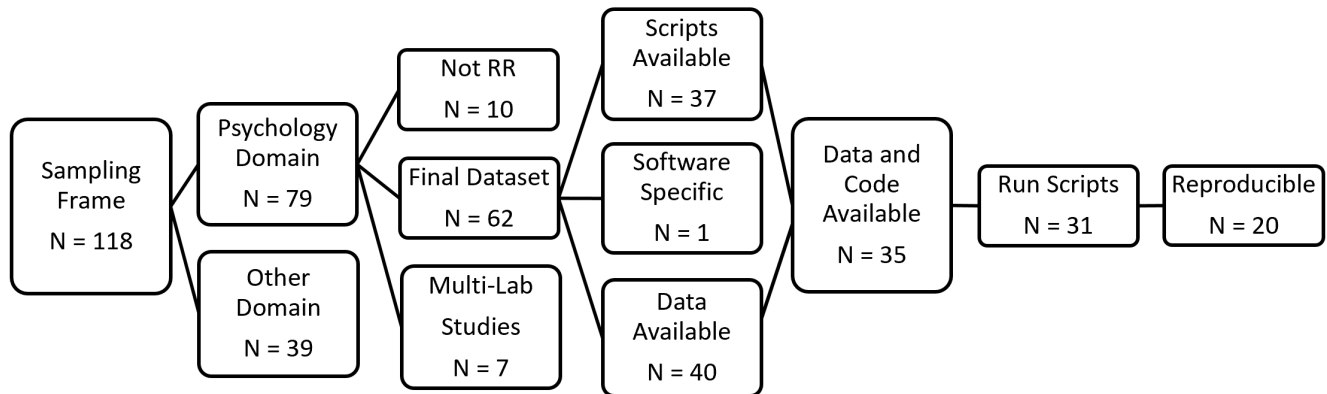 Sampling
Frame
N = 118
Psychology
Domain
N = 79
Other
Domain
N = 39
Not RR
N = 10
Final Dataset
N = 62
Multi-Lab
Studies
N = 7
Scripts
Available
N = 37
Software
Specific
N = 1
Data
Available
N = 40
Data and
Code
Available
N = 35
Run Scripts
N = 31
Reproducible
N = 20